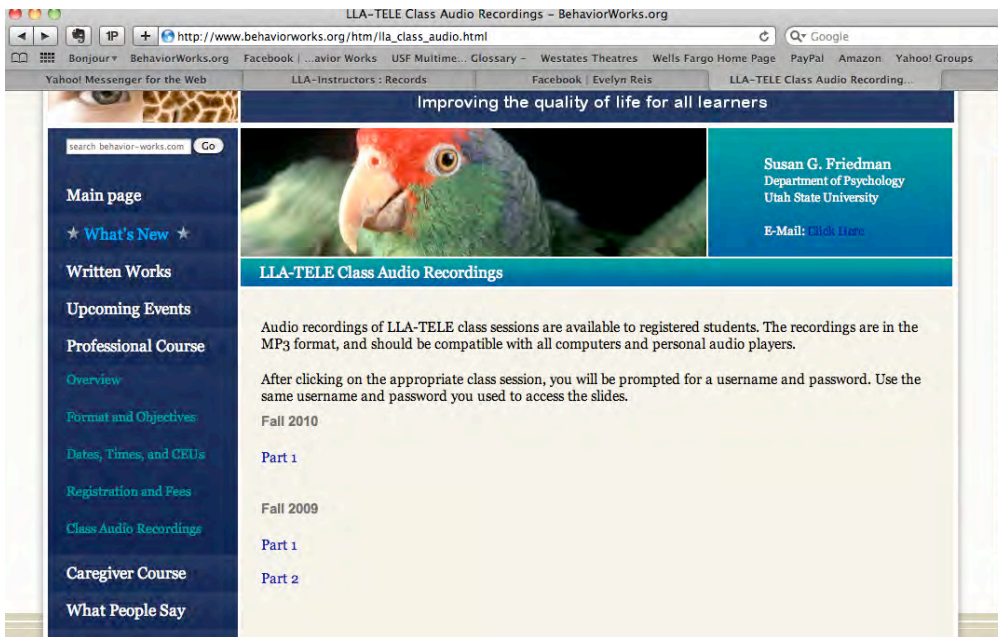 LLA-TELE Class Audio Recordings - BehaviorWorks.org
1P
+
http://www.behaviorworks.org/htm/lla_class_audio.html
Google
Bonjour BehaviorWorks.org Facebook | ...avior Works USF Multime... Glossary - Westates Theatres Wells Fargo Home Page PayPal Amazon Yahoo! Groups
Yahoo! Messenger for the Web LLA-Instructors : Records Facebook | Evelyn Reis LLA-TELE Class Audio Recording...
Improving the quality of life for all learners
search behavior-works.com Go
Main page
What's New
Written Works
Upcoming Events
Professional Course
Overview
Format and Objectives
Dates, Times, and CEUs
Registration and Fees
Class Audio Recordings
Caregiver Course
What People Say
Susan G. Friedman
Department of Psychology
Utah State University
E-Mail: Click Here
LLA-TELE Class Audio Recordings
Audio recordings of LLA-TELE class sessions are available to registered students. The recordings are in the
MP3 format, and should be compatible with all computers and personal audio players.
After clicking on the appropriate class session, you will be prompted for a username and password. Use the
same username and password you used to access the slides.
Fall 2010
Part 1
Fall 2009
Part 1
Part 2